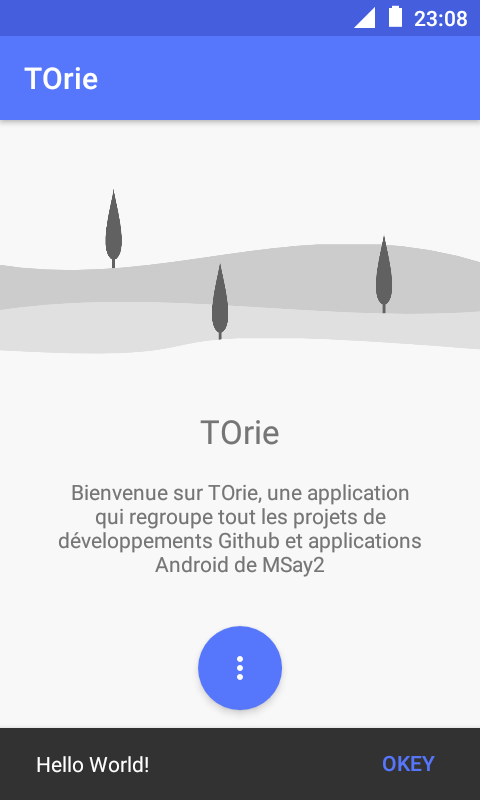 23:08
TOrie
TOrie
Bienvenue sur TOrie, une application
qui regroupe tout les projets de
développements Github et applications
Android de MSay2
Hello World!
OKEY